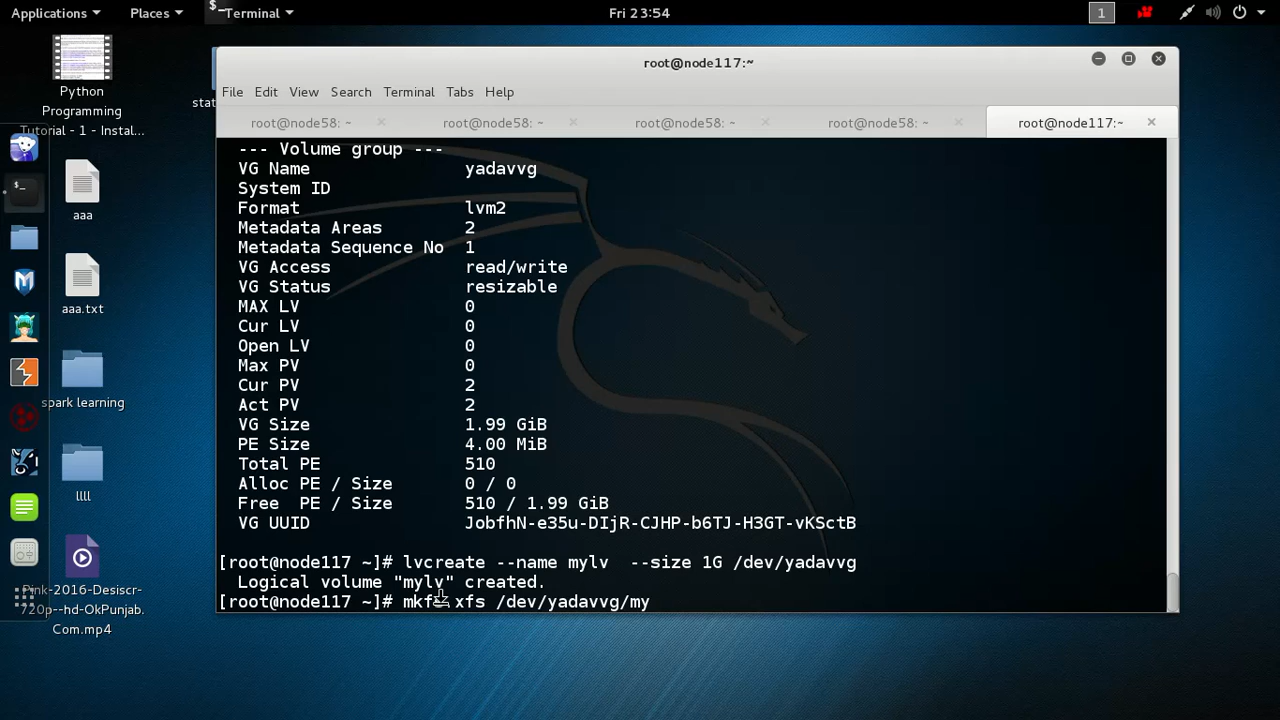 Applications
Places
Terminal
Fri 23:54
1
Python
Programming
Tutorial - 1 - Instal...
stat
aaa
aaa.txt
spark learning
llll
Pink-2016-Desiscr-
720p--hd-OkPunjab.
Com.mp4
root@node117:~
File Edit View Search Terminal Tabs Help
root@node58: ~
root@node58: ~
root@node58: ~
root@node58: ~
root@node117:~
--- Volume group ---
VG Name yadavvg
System ID
Format lvm2
Metadata Areas 2
Metadata Sequence No 1
VG Access read/write
VG Status resizable
MAX LV 0
Cur LV 0
Open LV 0
Max PV 0
Cur PV 2
Act PV 2
VG Size 1.99 GiB
PE Size 4.00 MiB
Total PE 510
Alloc PE / Size 0 / 0
Free PE / Size 510 / 1.99 GiB
VG UUID JobfhN-e35u-DIjR-CJHP-b6TJ-H3GT-vKSctB
[root@node117 ~]# lvcreate --name mylv --size 1G /dev/yadavvg
Logical volume "mylv" created.
[root@node117 ~]# mkfs.xfs /dev/yadavvg/my